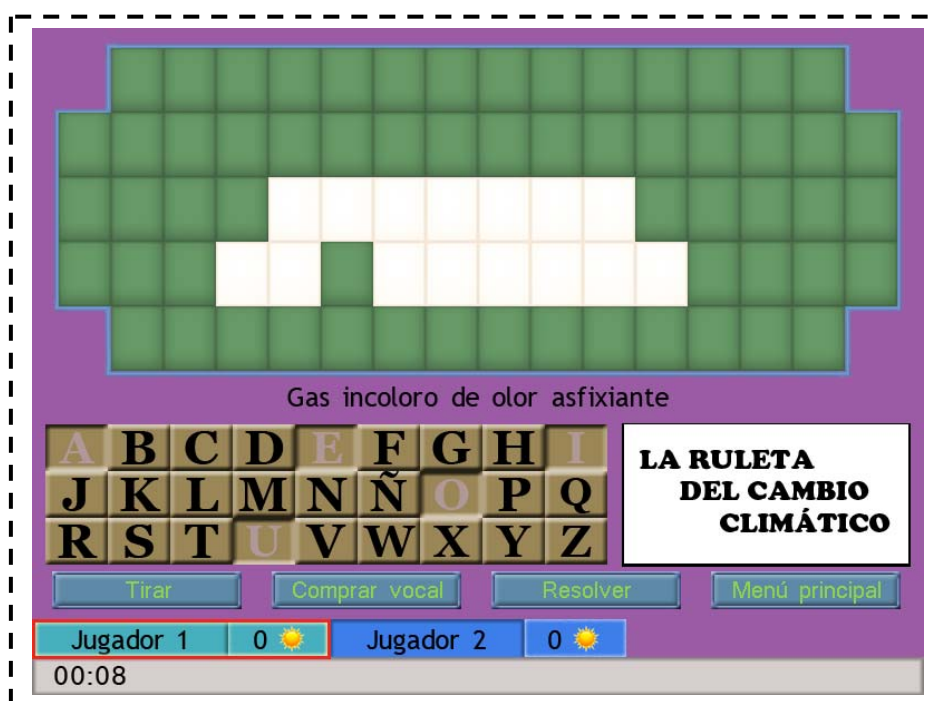 Gas incoloro de olor asfixiante
A B C D E F G H I
J K L M N Ñ O P Q
R S T U V W X Y Z
LA RULETA
DEL CAMBIO
CLIMÁTICO
Tirar Comprar vocal Resolver Menú principal
Jugador 1 0 Jugador 2 0
00:08